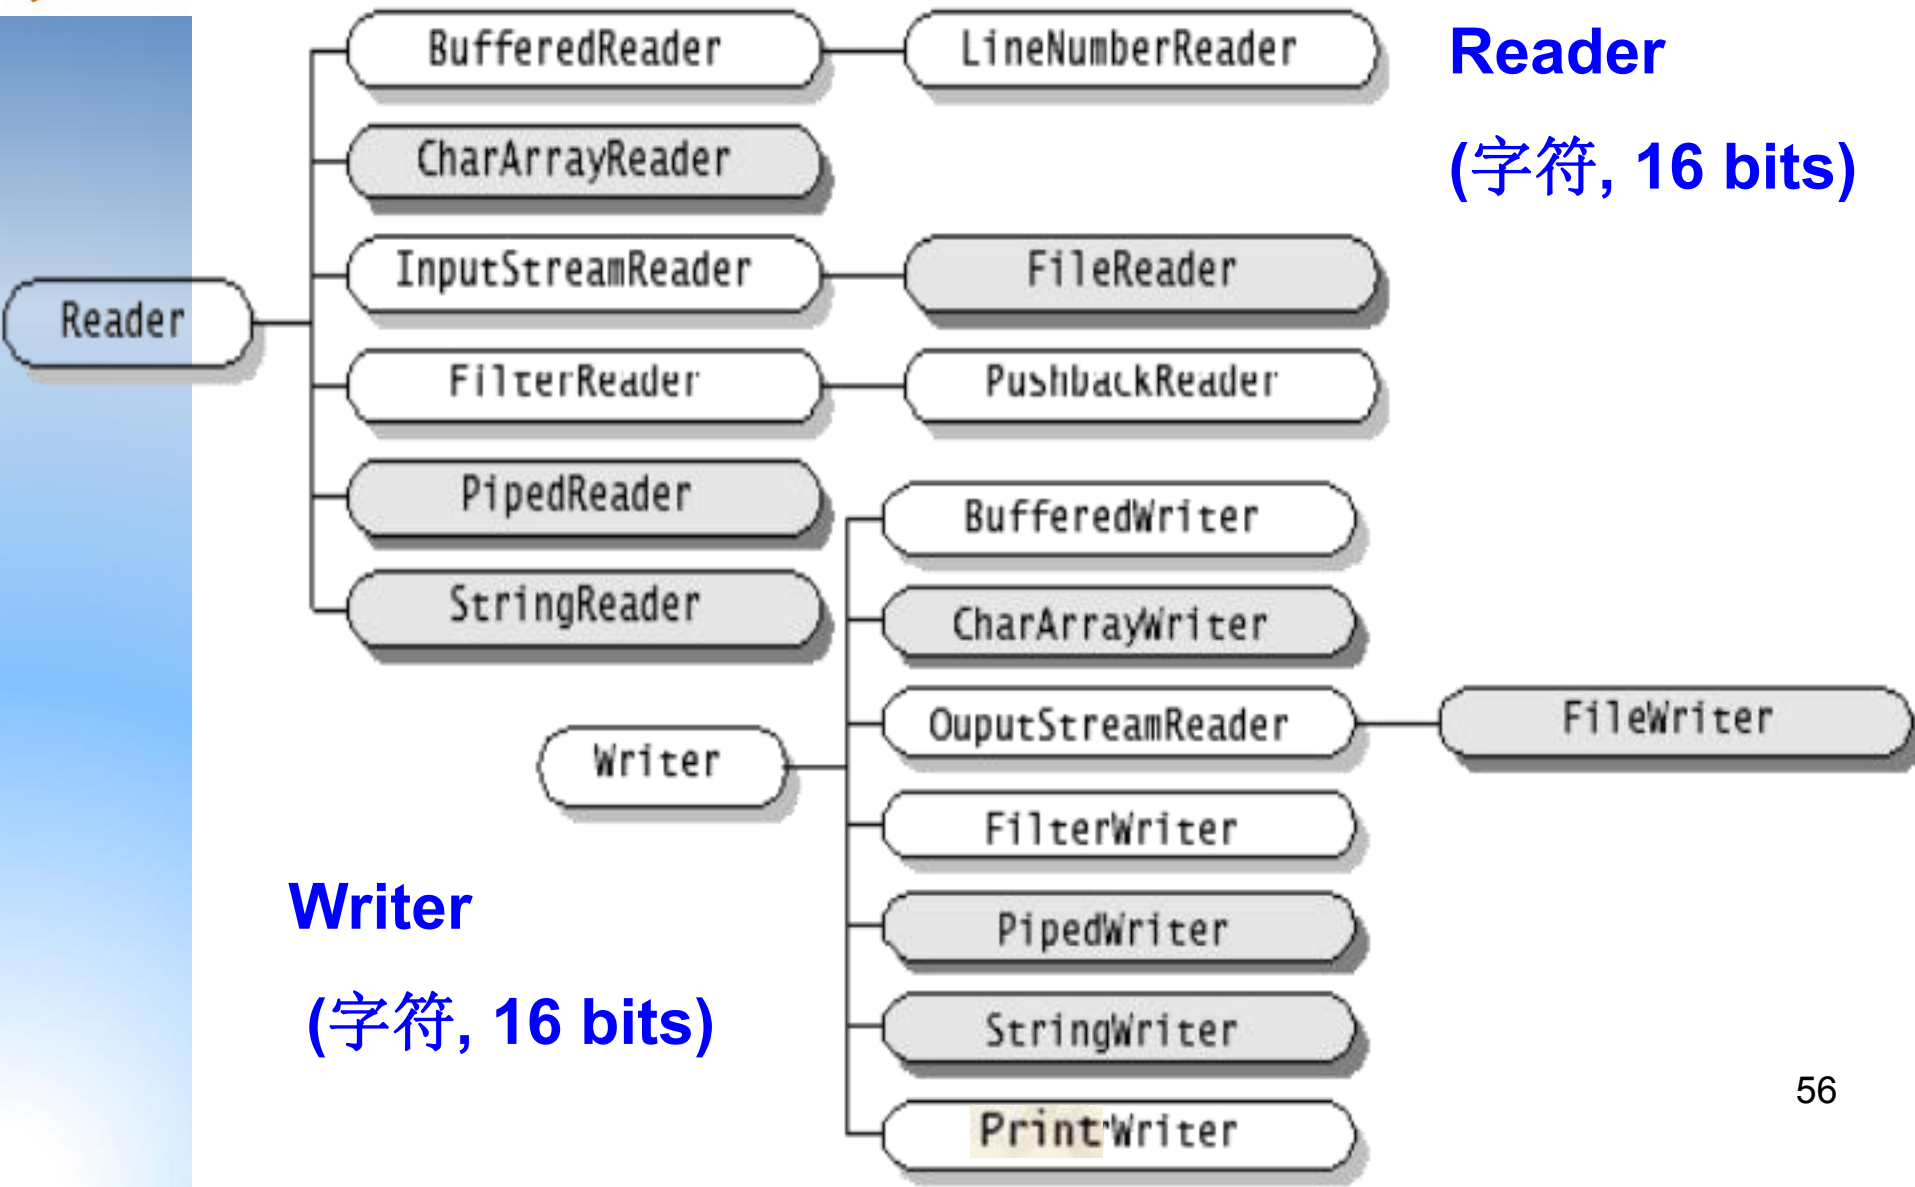 BufferedReader
LineNumberReader
Reader
CharArrayReader
(字符, 16 bits)
InputStreamReader
FileReader
Reader
FilterReader
PushbackReader
PipedReader
BufferedWriter
StringReader
CharArrayWriter
OuputStreamReader
FileWriter
Writer
FilterWriter
Writer
PipedWriter
(字符, 16 bits)
StringWriter
56
PrintWriter